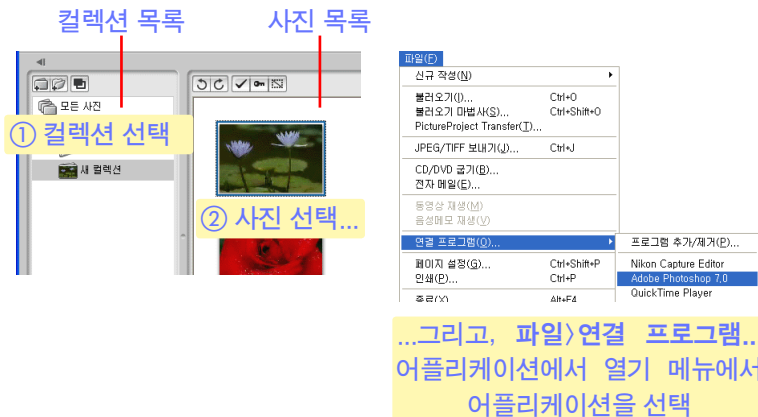 컬렉션 목록
사진 목록
모든 사진
① 컬렉션 선택
새 컬렉션
② 사진 선택...
파일(F)
신규 작성(N)
불러오기(I)... Ctrl+O
불러오기 마법사(S)... Ctrl+Shift+O
PictureProject Transfer(T)...
JPEG/TIFF 보내기(J)... Ctrl+J
CD/DVD 굽기(B)...
전자 메일(E)...
동영상 재생(M)
음성메모 재생(V)
연결 프로그램(O)...
프로그램 추가/제거(P)...
페이지 설정(G)... Ctrl+Shift+P
Nikon Capture Editor
인쇄(P)... Ctrl+P
Adobe Photoshop 7.0
종료(X) Alt+F4
QuickTime Player
...그리고, 파일>연결 프로그램..
어플리케이션에서 열기 메뉴에서
어플리케이션을 선택